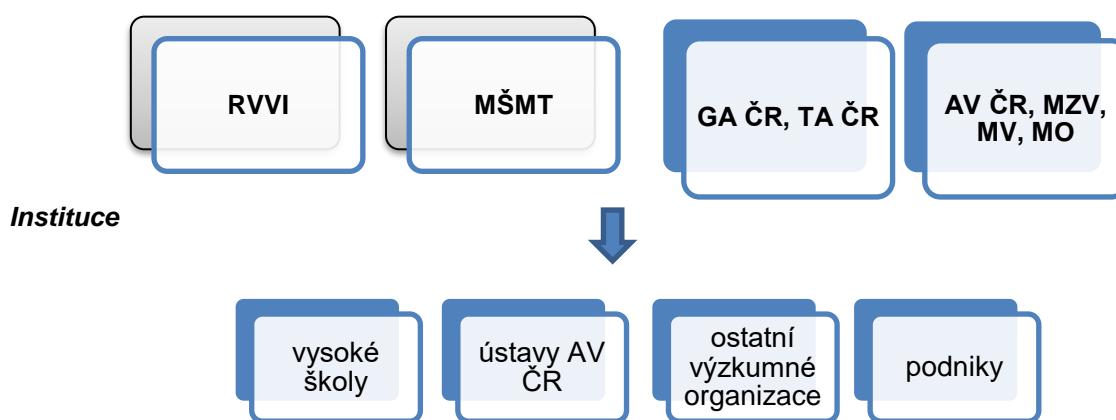 RVVI
MŠMT
GA ČR, TA ČR
AV ČR, MZV,
MV, MO
Instituce
vysoké
školy
ústavy AV
ČR
ostatní
výzkumné
organizace
podniky